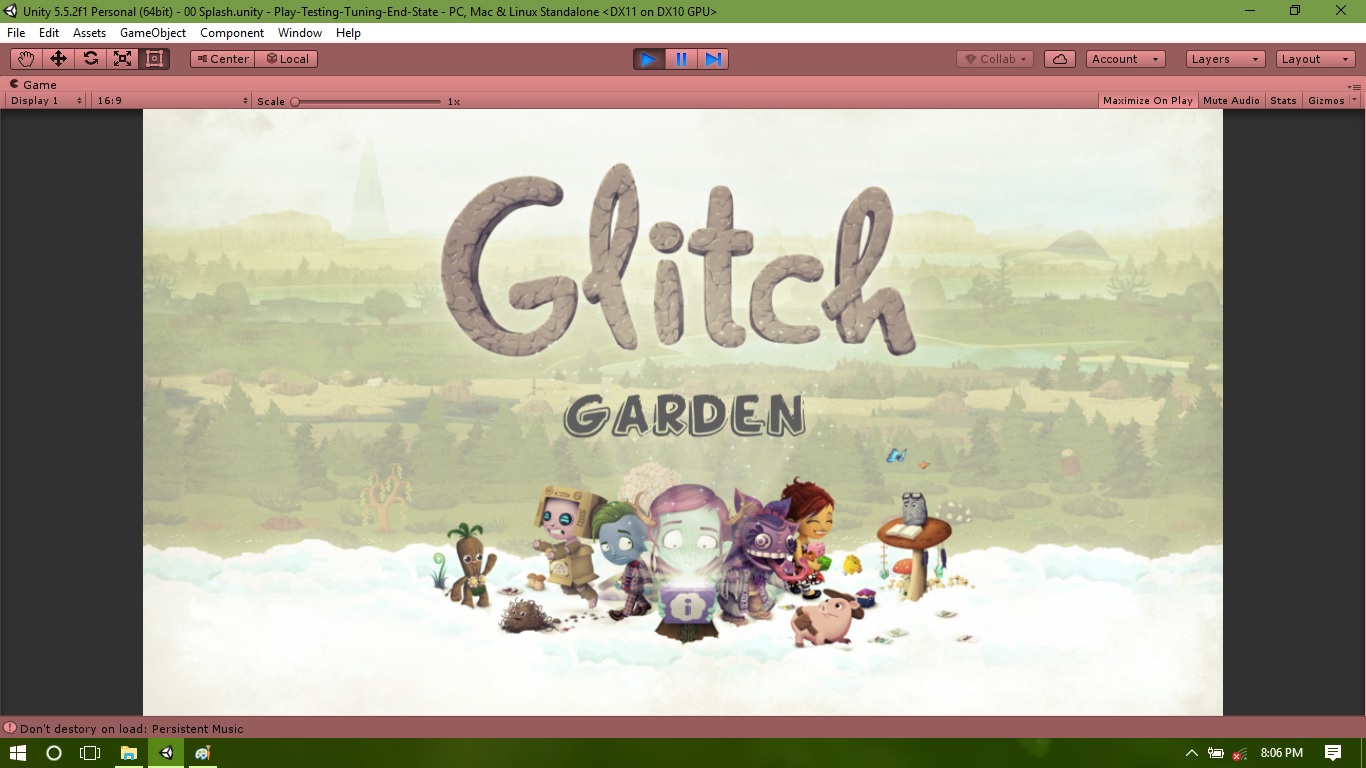 Unity 5.5.2f1 Personal (64bit) - 00 Splash.unity - Play-Testing-Tuning-End-State - PC, Mac & Linux Standalone <DX11 on DX10 GPU>
File Edit Assets GameObject Component Window Help
Center Local Collab Account Layers Layout
Game
Display 1 16:9 Scale 1x Maximize On Play Mute Audio Stats Gizmos
Glitch
GARDEN
i
Don't destory on load: Persistent Music
8:06 PM